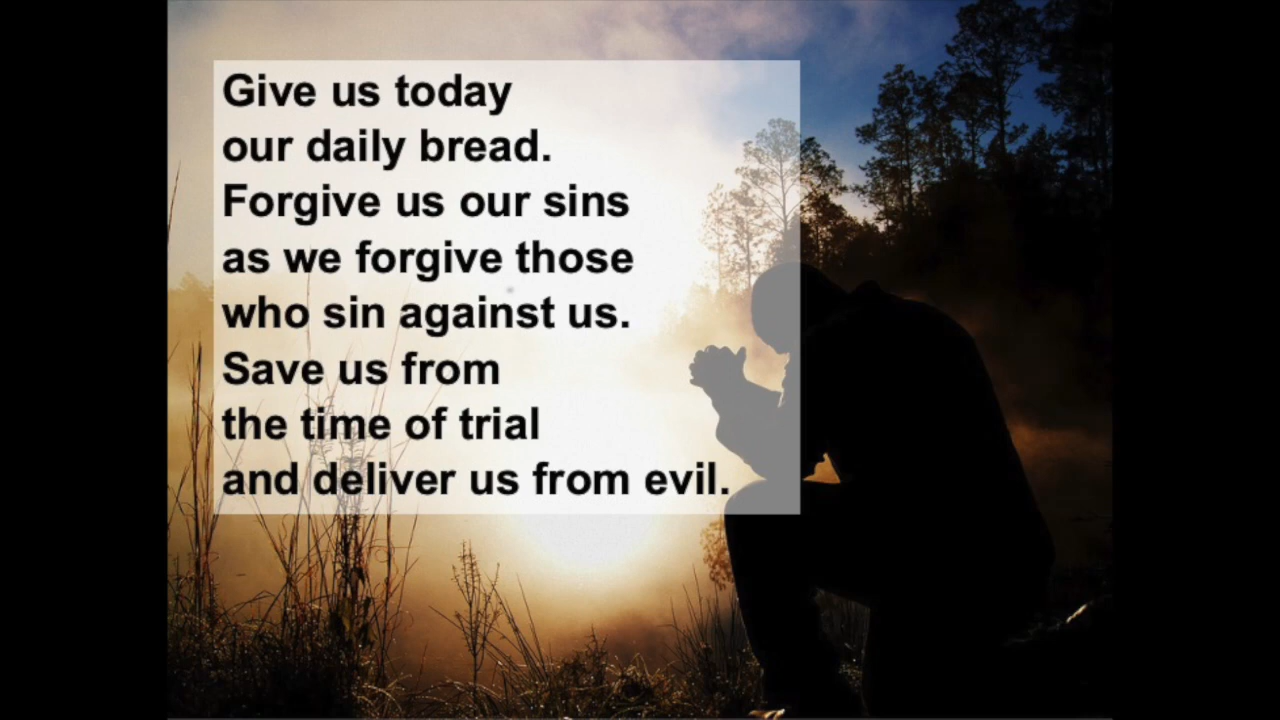 Give us today
our daily bread.
Forgive us our sins
as we forgive those
who sin against us.
Save us from
the time of trial
and deliver us from evil.